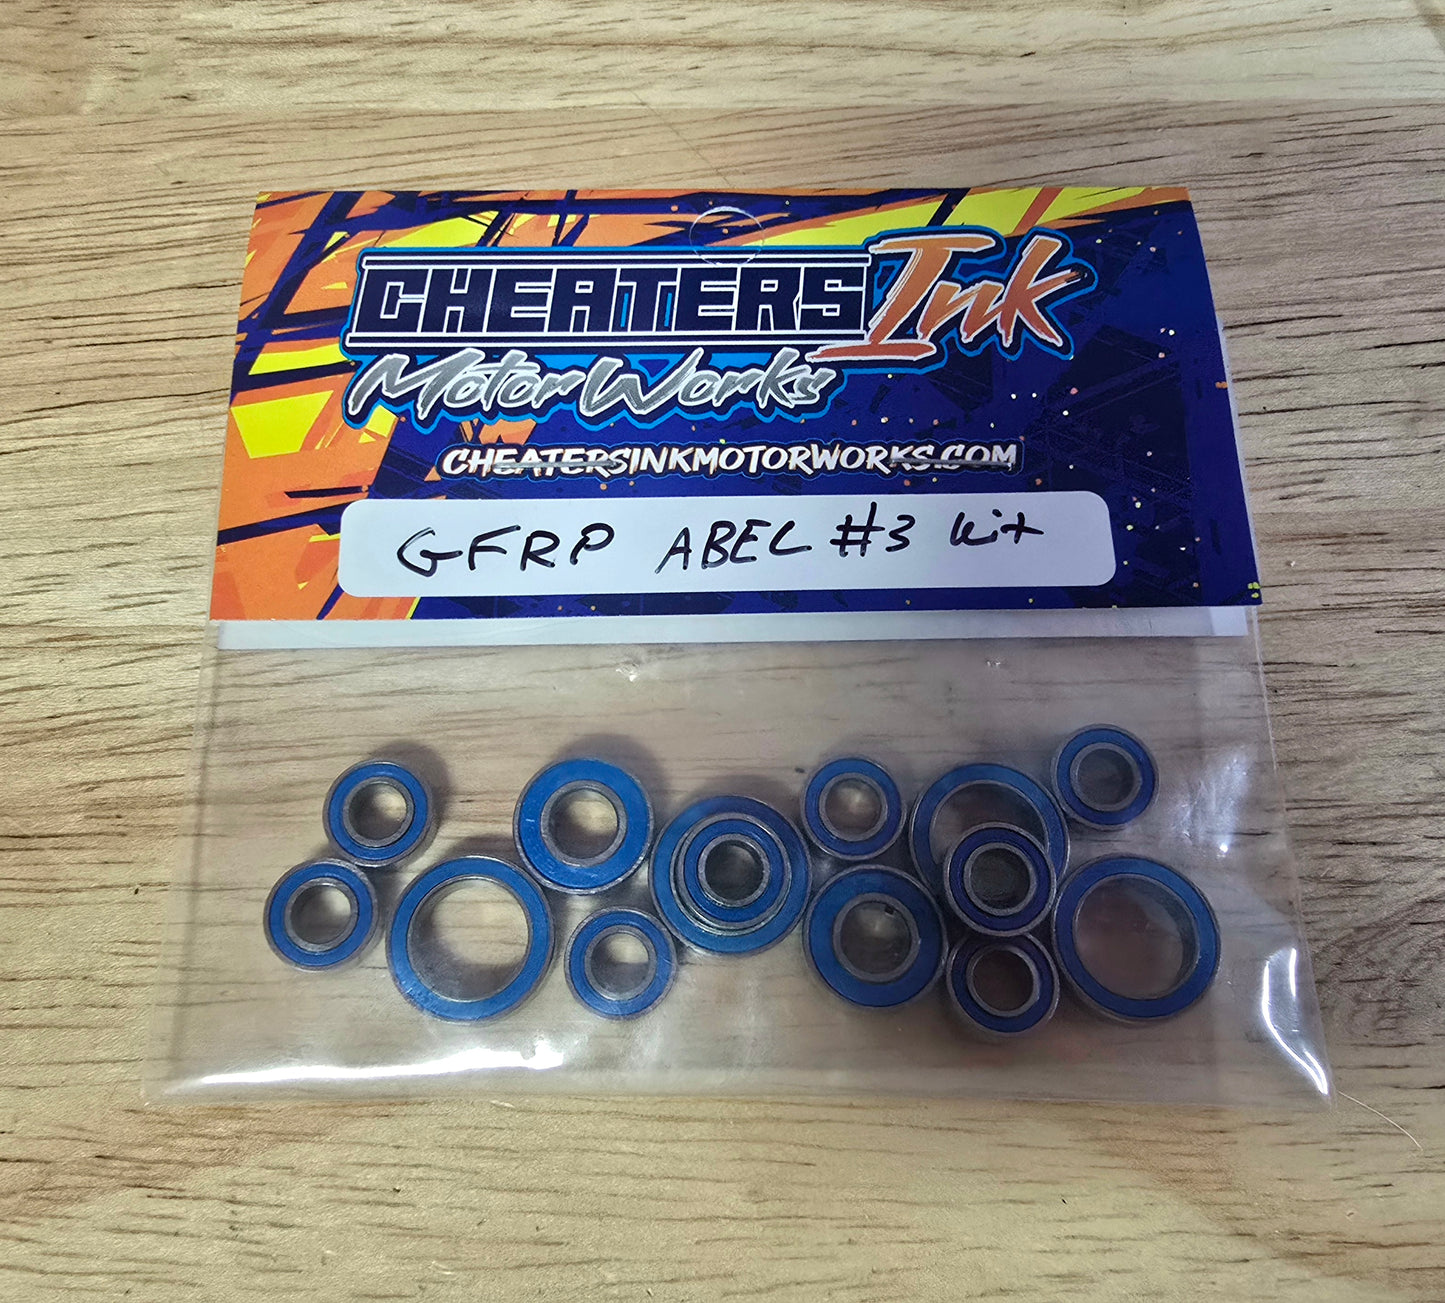 CHEATERS Ink
MotorWorks
CHEATERSINKMOTORWORKS.COM
GFRP ABEC #3 kit